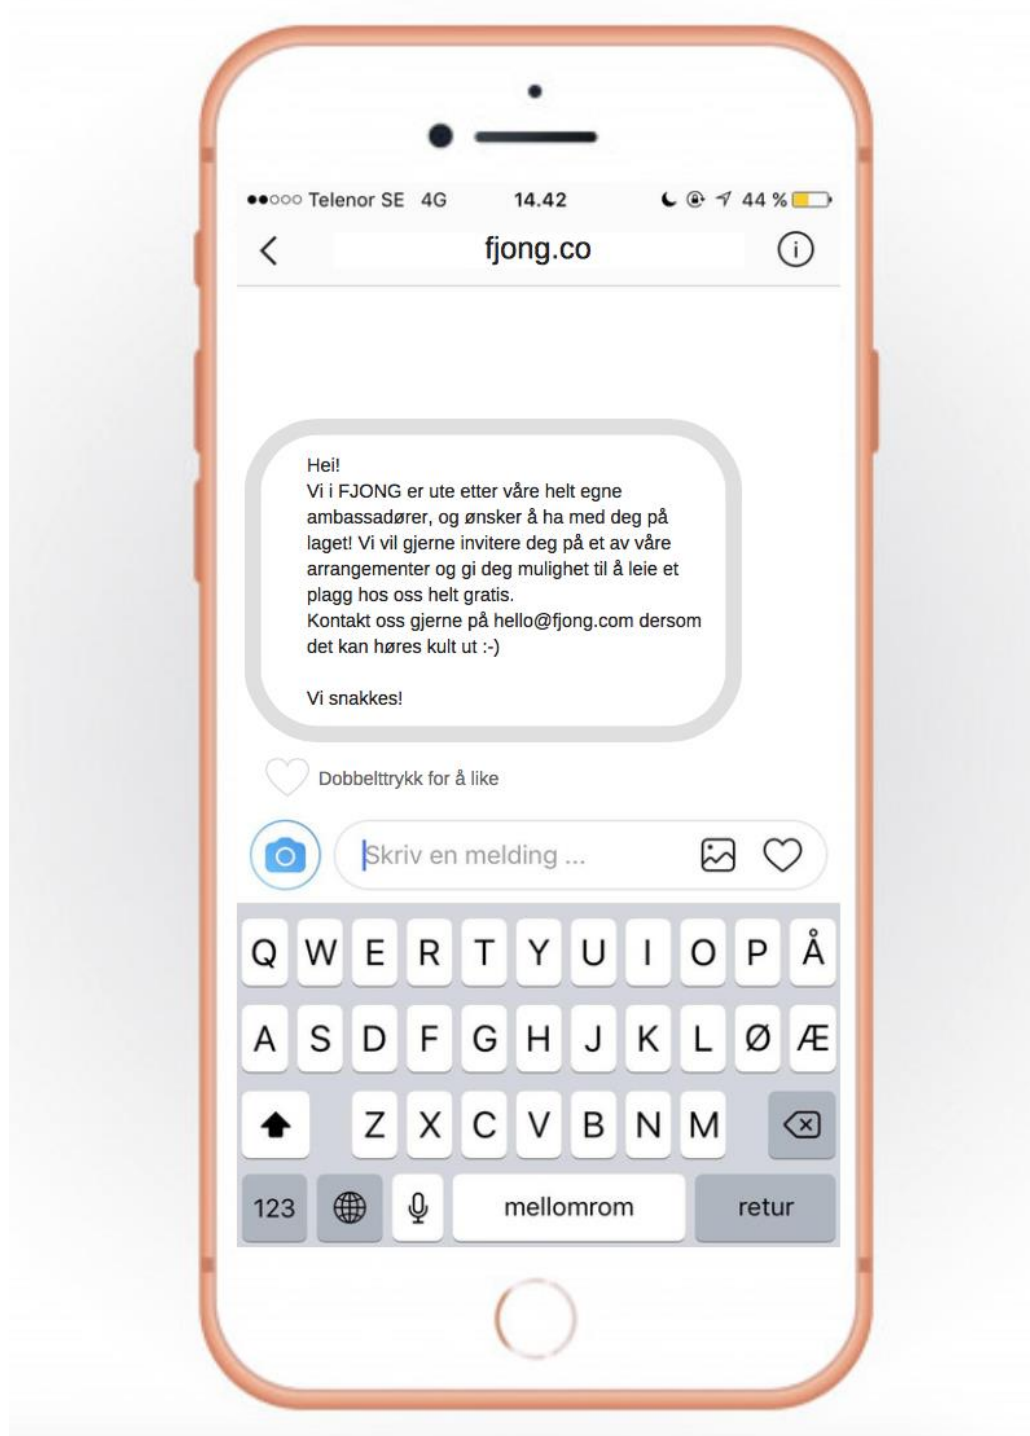 ●●○○○ Telenor SE 4G 14.42 44 %
fjong.co
Hei!
Vi i FJONG er ute etter våre helt egne
ambassadører, og ønsker å ha med deg på
laget! Vi vil gjerne invitere deg på et av våre
arrangementer og gi deg mulighet til å leie et
plagg hos oss helt gratis.
Kontakt oss gjerne på hello@fjong.com dersom
det kan høres kult ut :-)
Vi snakkes!
Dobbelttrykk for å like
Skriv en melding ...
Q W E R T Y U I O P Å
A S D F G H J K L Ø Æ
Z X C V B N M
123 mellomrom retur